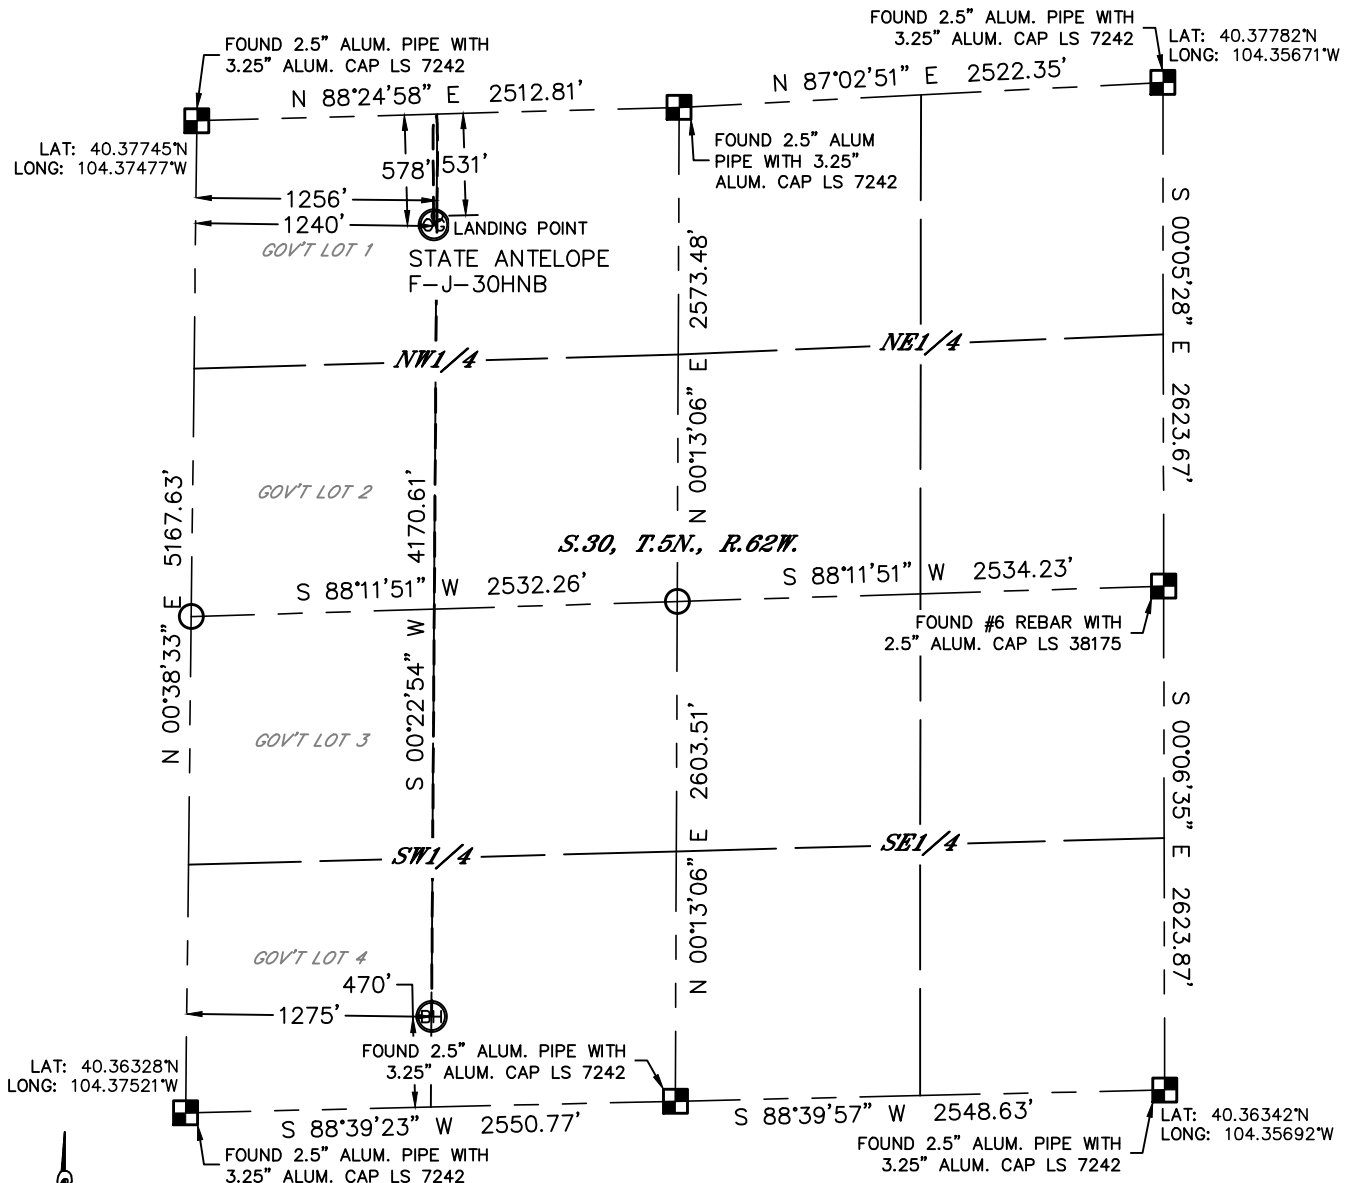 FOUND 2.5" ALUM. PIPE WITH
3.25" ALUM. CAP LS 7242
FOUND 2.5" ALUM. PIPE WITH
3.25" ALUM. CAP LS 7242
LAT: 40.37782°N
LONG: 104.35671°W
N 88°24'58" E 2512.81'
N 87°02'51" E 2522.35'
LAT: 40.37745°N
LONG: 104.37477°W
FOUND 2.5" ALUM
PIPE WITH 3.25"
ALUM. CAP LS 7242
578'
531'
1256'
1240'
OG
LANDING POINT
GOV'T LOT 1
STATE ANTELOPE
F-J-30HNB
N 00°13'06" E 2573.48'
S 00°05'28" E 2623.67'
NW1/4
NE1/4
GOV'T LOT 2
N 00°38'33" E 5167.63'
S 00°22'54" W 4170.61'
S.30, T.5N., R.62W.
S 88°11'51" W 2532.26'
S 88°11'51" W 2534.23'
FOUND #6 REBAR WITH
2.5" ALUM. CAP LS 38175
GOV'T LOT 3
N 00°13'06" E 2603.51'
S 00°06'35" E 2623.87'
SW1/4
SE1/4
GOV'T LOT 4
470'
1275'
BH
FOUND 2.5" ALUM. PIPE WITH
3.25" ALUM. CAP LS 7242
LAT: 40.36328°N
LONG: 104.37521°W
S 88°39'23" W 2550.77'
S 88°39'57" W 2548.63'
LAT: 40.36342°N
LONG: 104.35692°W
FOUND 2.5" ALUM. PIPE WITH
3.25" ALUM. CAP LS 7242
FOUND 2.5" ALUM. PIPE WITH
3.25" ALUM. CAP LS 7242